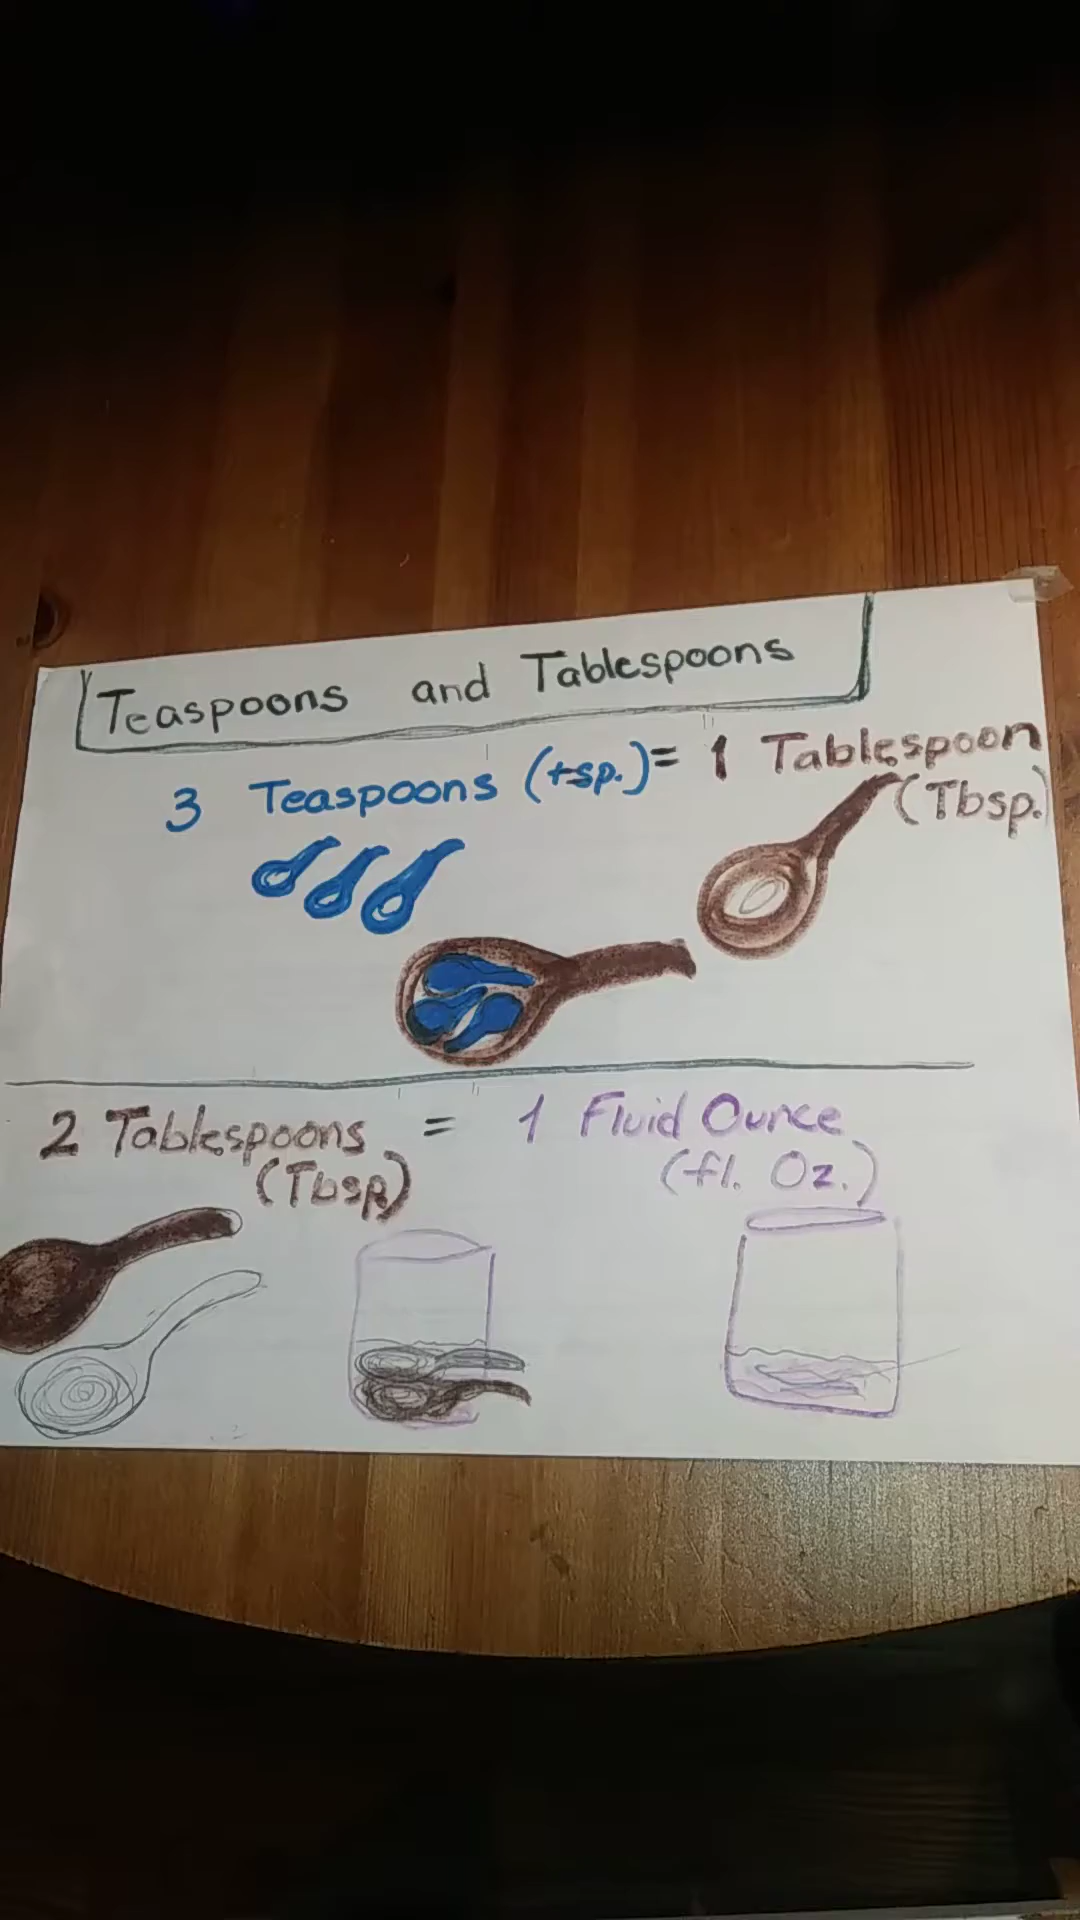 Teaspoons and Tablespoons
3 Teaspoons (tsp.) = 1 Tablespoon
(Tbsp.)
2 Tablespoons = 1 Fluid Ounce
(Tbsp) (fl. Oz.)